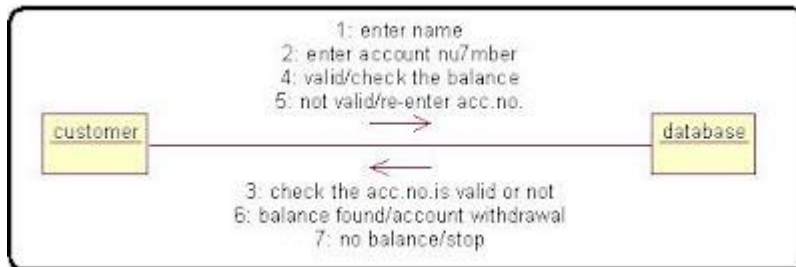 1: enter name
2: enter account nu7mber
4: valid/check the balance
5: not valid/re-enter acc.no.
customer
database
3: check the acc.no.is valid or not
6: balance found/account withdrawal
7: no balance/stop